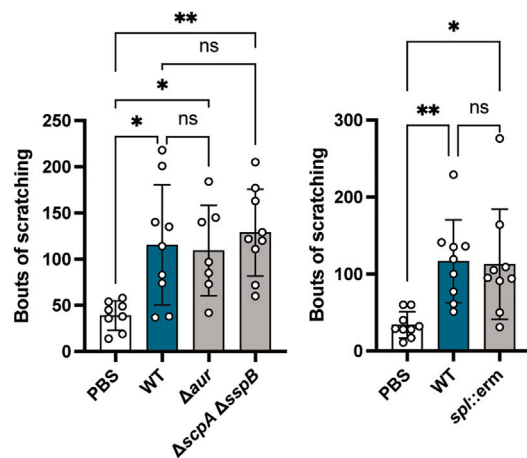 **
ns
*
*
ns
Bouts of scratching
250
200
150
100
50
0
PBS
WT
Δaur
ΔscpA ΔsspB
*
**
ns
Bouts of scratching
300
200
100
0
PBS
WT
spl::erm